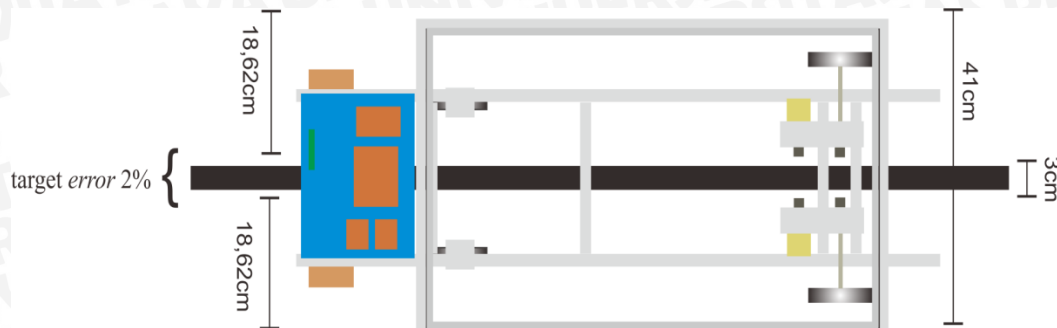 18,62cm
41cm
target error 2% {
3cm
18,62cm